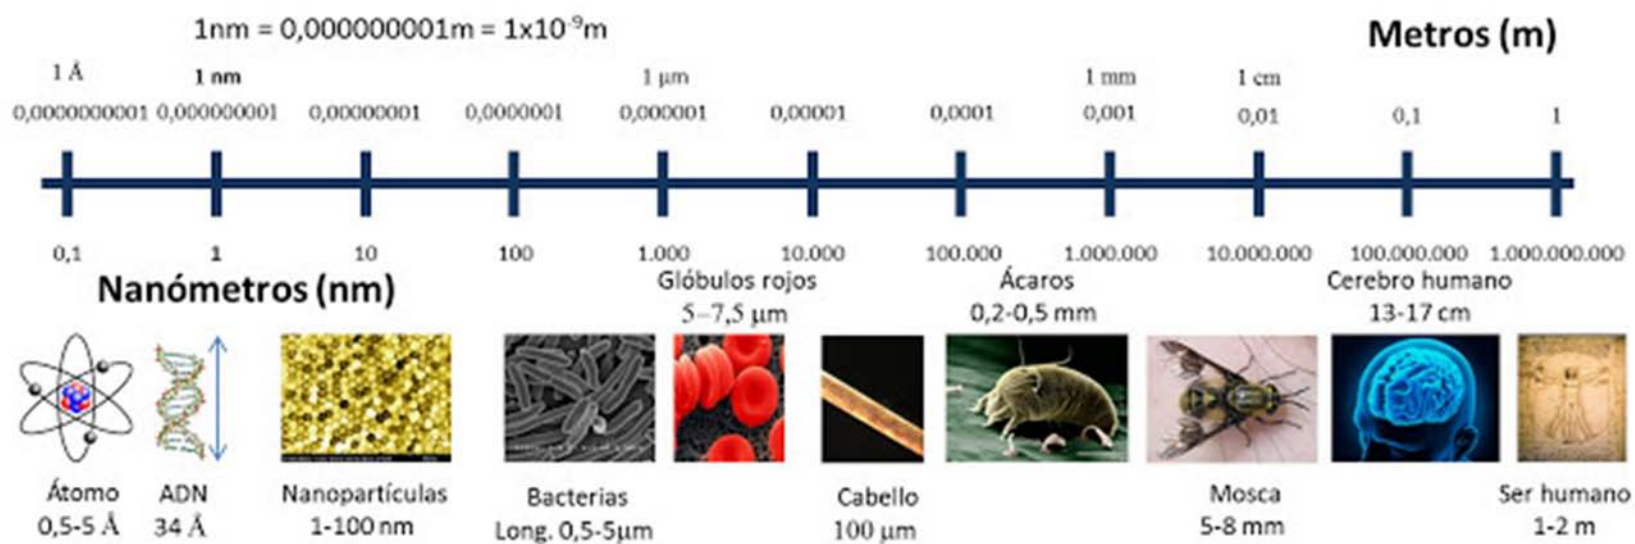 1nm = 0,000000001m = 1x10⁻⁹m
Metros (m)
1 Å 1 nm 1 µm 1 mm 1 cm
0,0000000001 0,000000001 0,00000001 0,0000001 0,000001 0,00001 0,0001 0,001 0,01 0,1 1
0,1 1 10 100 1.000 10.000 100.000 1.000.000 10.000.000 100.000.000 1.000.000.000
Nanómetros (nm)
Glóbulos rojos
5–7,5 µm
Ácaros
0,2-0,5 mm
Cerebro humano
13-17 cm
Átomo
0,5-5 Å
ADN
34 Å
Nanopartículas
1-100 nm
Bacterias
Long. 0,5-5µm
Cabello
100 µm
Mosca
5-8 mm
Ser humano
1-2 m